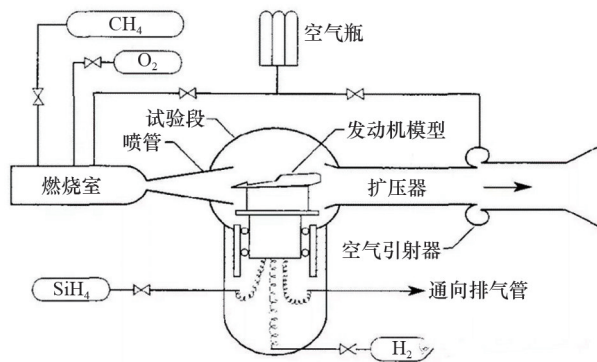 CH₄
O₂
空气瓶
试验段
喷管
发动机模型
燃烧室
扩压器
空气引射器
SiH₄
通向排气管
H₂